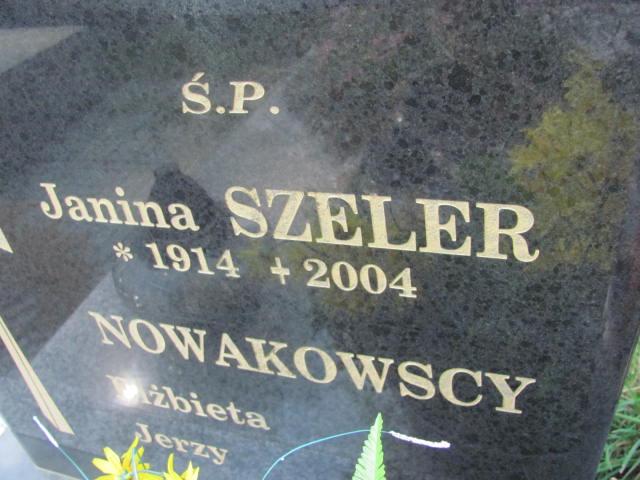 Ś.P.
Janina SZELER
* 1914 + 2004
NOWAKOWSCY
Elżbieta
Jerzy